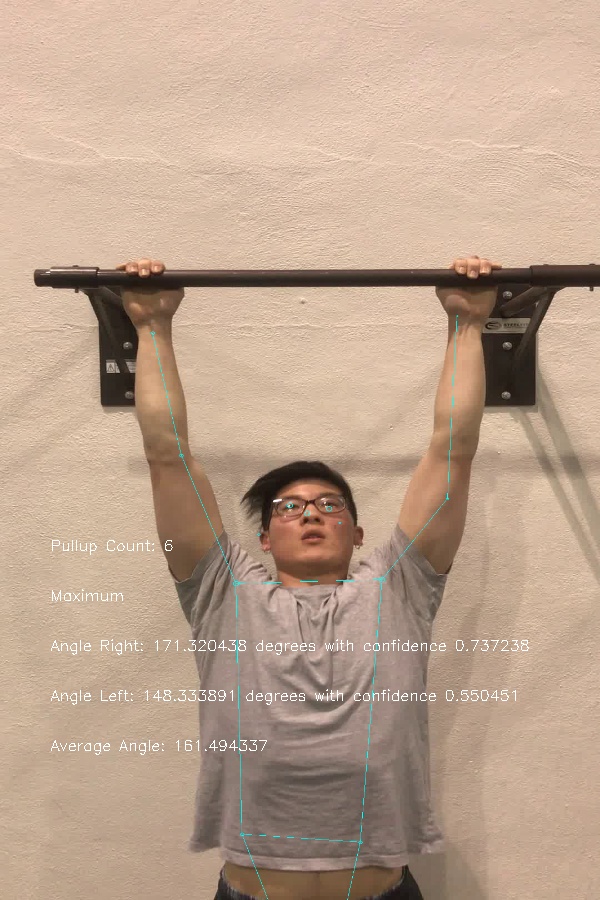 Pullup Count: 6
Maximum
Angle Right: 171.320438 degrees with confidence 0.737238
Angle Left: 148.333891 degrees with confidence 0.550451
Average Angle: 161.494337